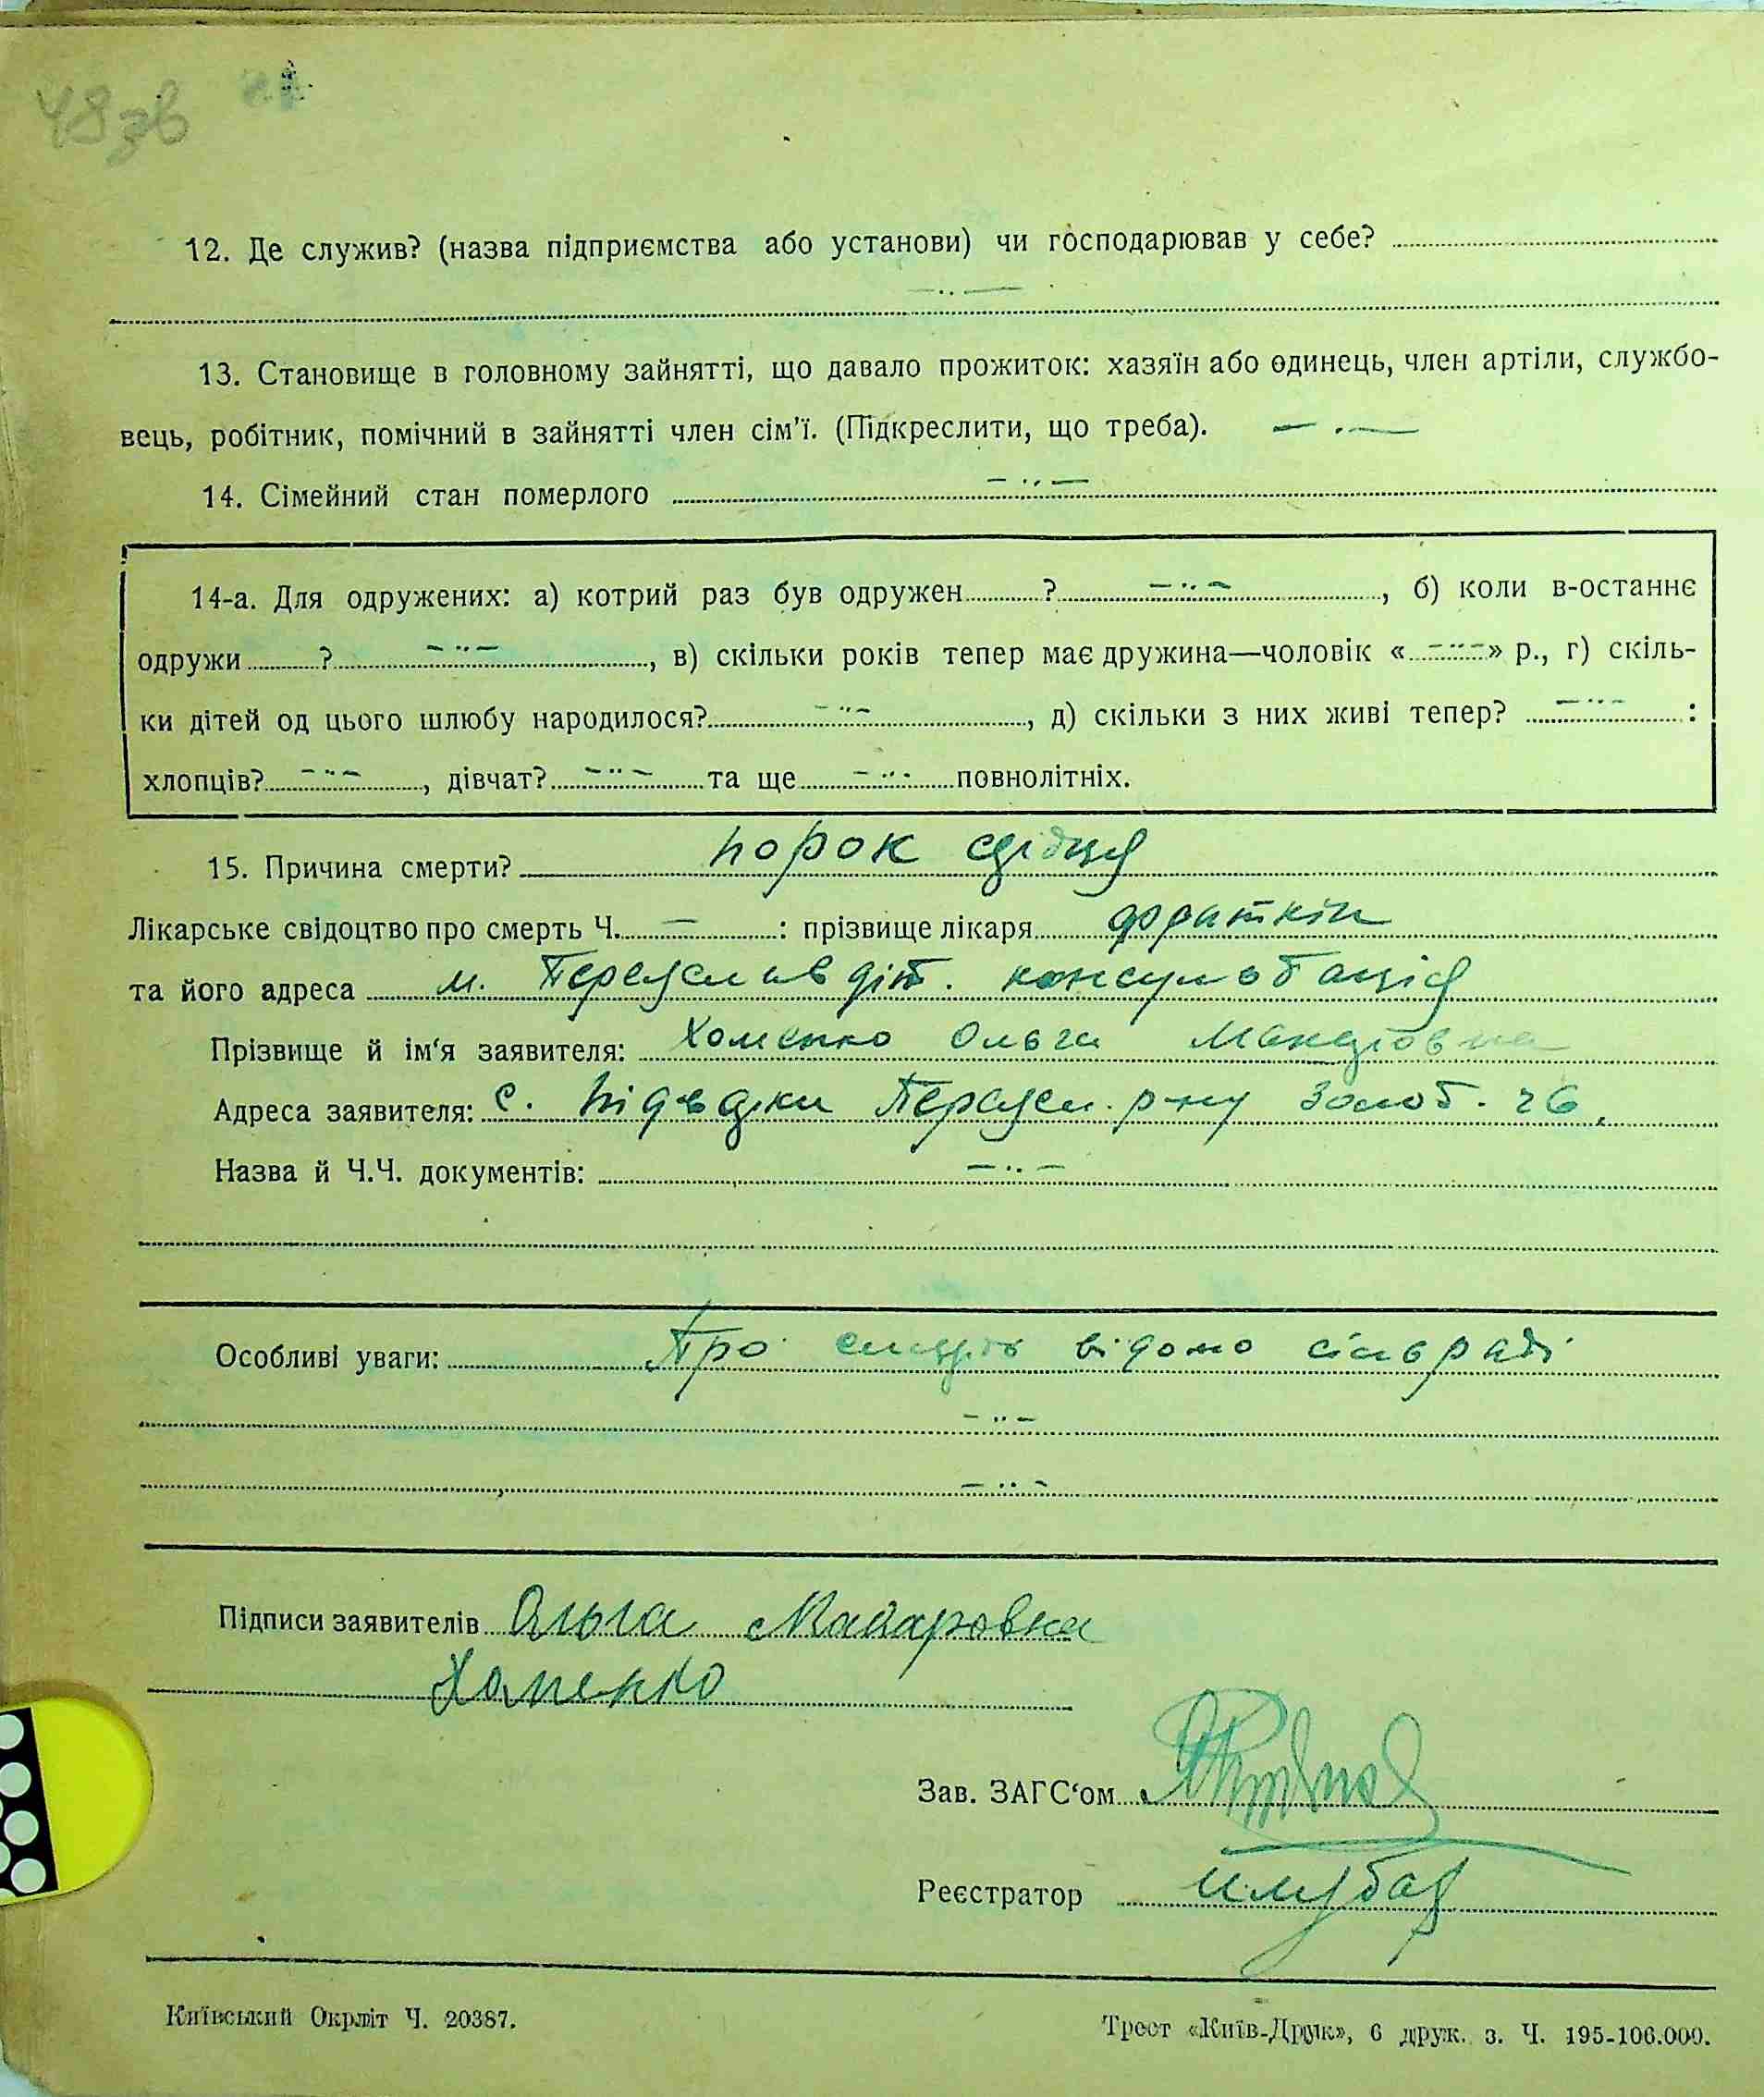 48зв
12. Де служив? (назва підприємства або установи) чи господарював у себе?
— .. —
13. Становище в головному зайнятті, що давало прожиток: хазяїн або одинець, член артіли, службо-
вець, робітник, помічний в зайнятті член сім'ї. (Підкреслити, що треба). — . —
14. Сімейний стан померлого — .. —
14-а. Для одружених: а) котрий раз був одружен ? — .. — , б) коли в-останнє
одружи ? — .. — , в) скільки років тепер має дружина—чоловік « — .. — » р., г) скіль-
ки дітей од цього шлюбу народилося? — .. — , д) скільки з них живі тепер? — .. — :
хлопців? — .. — , дівчат? — .. — та ще — .. — повнолітніх.
15. Причина смерти? порок сердця
Лікарське свідоцтво про смерть Ч. — : прізвище лікаря
та його адреса м. Переяслав діт. консультація
Прізвище й ім'я заявителя: Хоменко Ольга
Адреса заявителя: с. Переясл. р-ну Золот.
Назва й Ч.Ч. документів: — .. —
Особливі уваги: Про смерть відомо сільраді
— .. —
— .. —
Підписи заявителів Ольга Макаровна
Хоменко
Зав. ЗАГС'ом
Реєстратор
Київський Окрліт Ч. 20387.
Трест «Київ-Друк», 6 друк. з. Ч. 195-106.000.